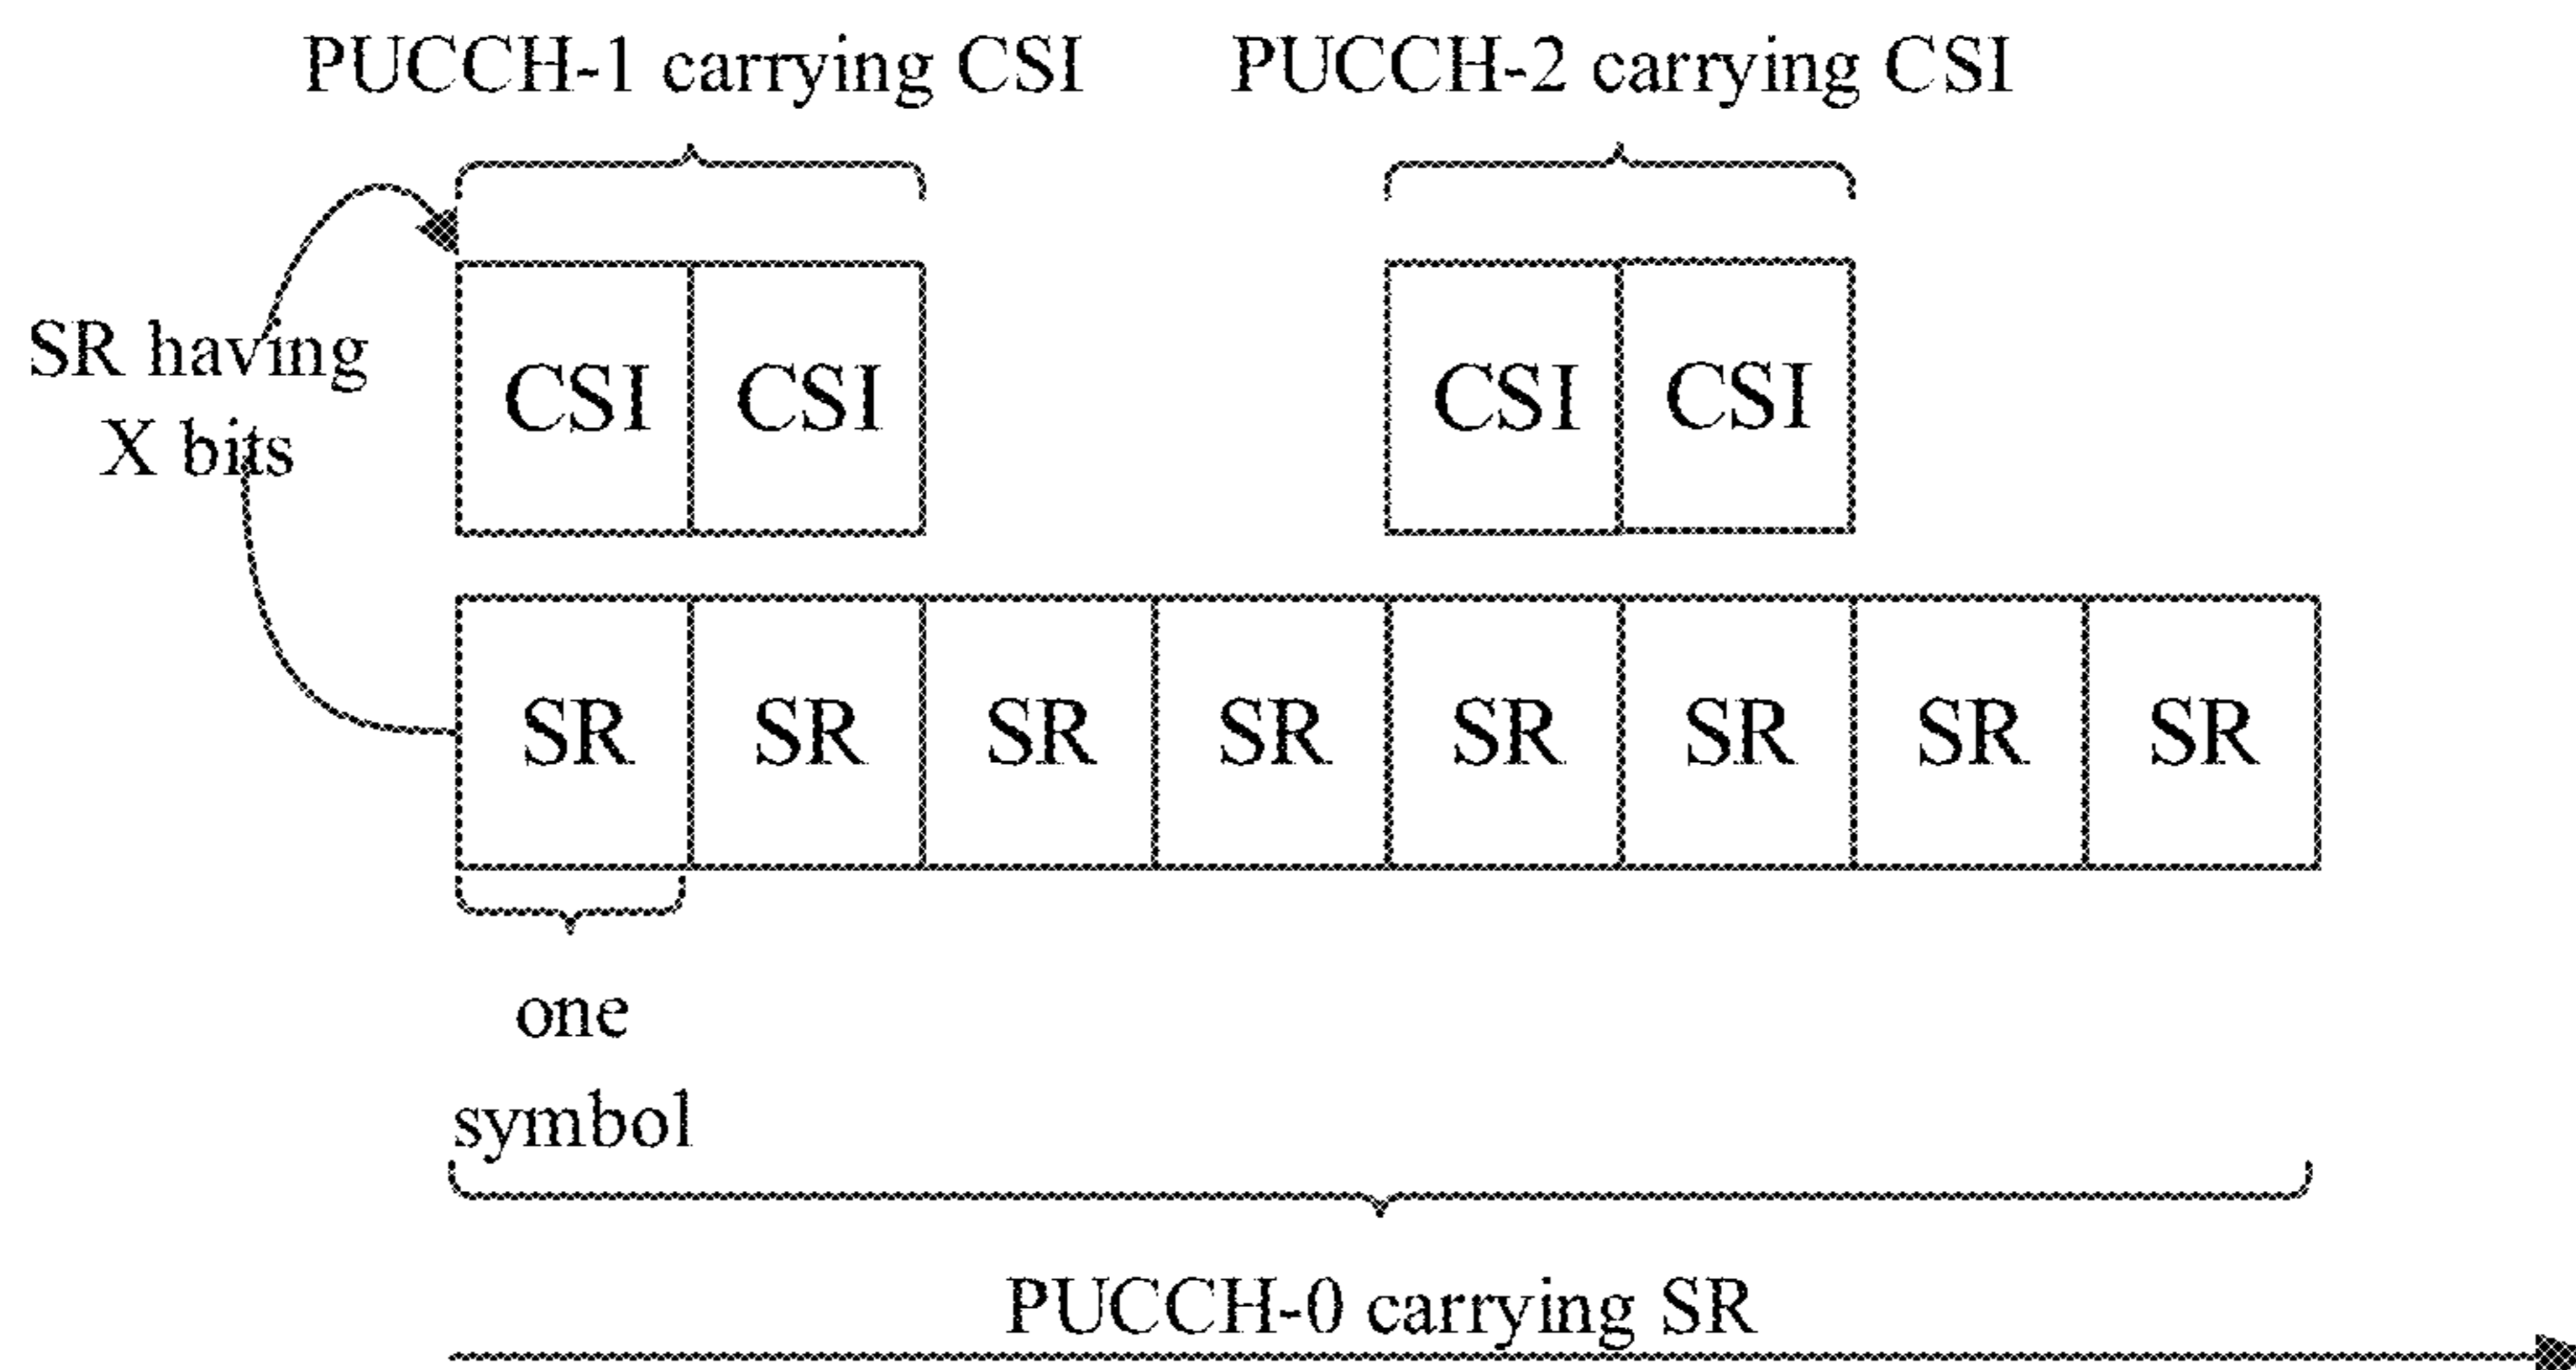 PUCCH-1 carrying CSI PUCCH-2 carrying CSI
SR having
X bits
CSI CSI CSI CSI
SR SR SR SR SR SR SR SR
one
symbol
PUCCH-0 carrying SR